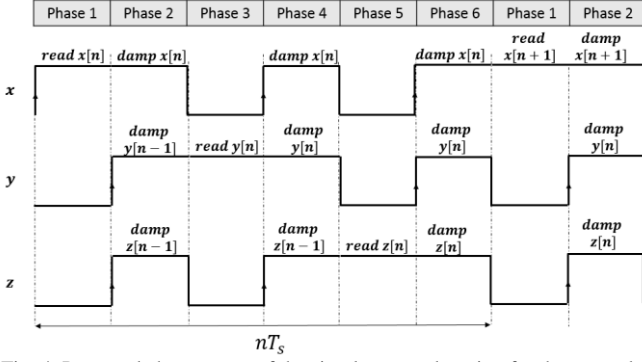 Phase 1 Phase 2 Phase 3 Phase 4 Phase 5 Phase 6 Phase 1 Phase 2
read x[n] damp x[n] damp x[n] damp x[n] read x[n + 1] damp x[n + 1]
x
damp y[n − 1] read y[n] damp y[n] damp y[n] damp y[n]
y
damp z[n − 1] damp z[n − 1] read z[n] damp z[n] damp z[n]
z
nTₛ